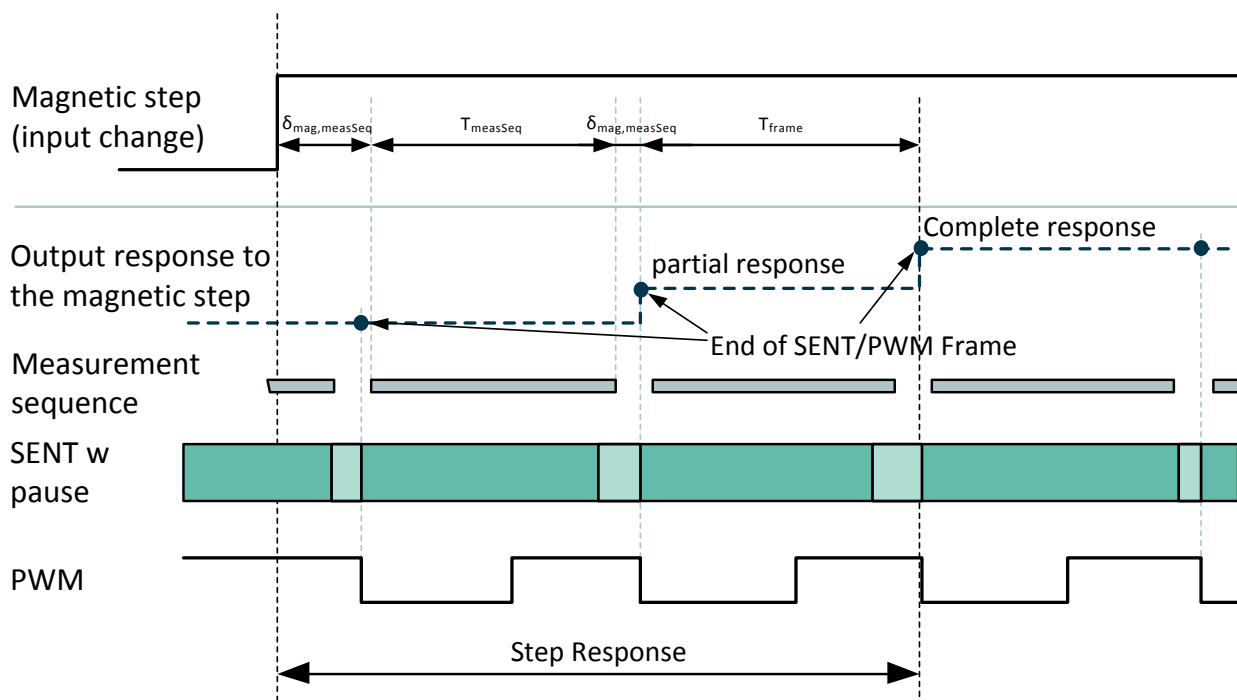 Magnetic step
(input change)
δmag,measSeq
TmeasSeq
δmag,measSeq
Tframe
Output response to
the magnetic step
Complete response
partial response
End of SENT/PWM Frame
Measurement
sequence
SENT w
pause
PWM
Step Response